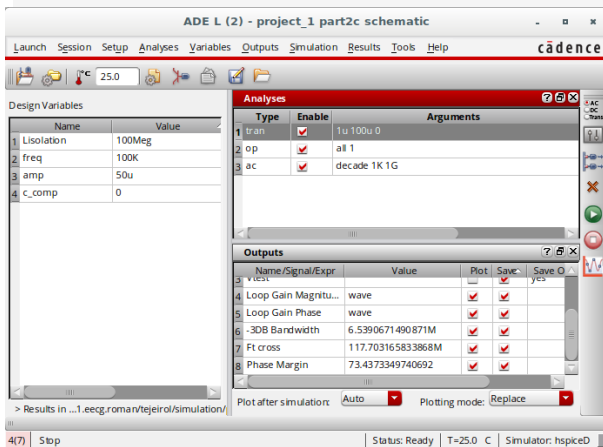 ADE L (2) - project_1 part2c schematic
Launch Session Setup Analyses Variables Outputs Simulation Results Tools Help cādence
°C 25.0
Design Variables
Name Value
1 Lisolation 100Meg
2 freq 100K
3 amp 50u
4 c_comp 0
> Results in ...1.eecg.roman/tejeirol/simulation/
Analyses
Type Enable Arguments
1 tran 1u 100u 0
2 op all 1
3 ac decade 1K 1G
Outputs
Name/Signal/Expr Value Plot Save Save O
3 Vtest yes
4 Loop Gain Magnitu... wave
5 Loop Gain Phase wave
6 -3DB Bandwidth 6.5390671490871M
7 Ft cross 117.703165833868M
8 Phase Margin 73.4373349740692
Plot after simulation: Auto Plotting mode: Replace
AC
DC
Trans
4(7) Stop Status: Ready T=25.0 C Simulator: hspiceD